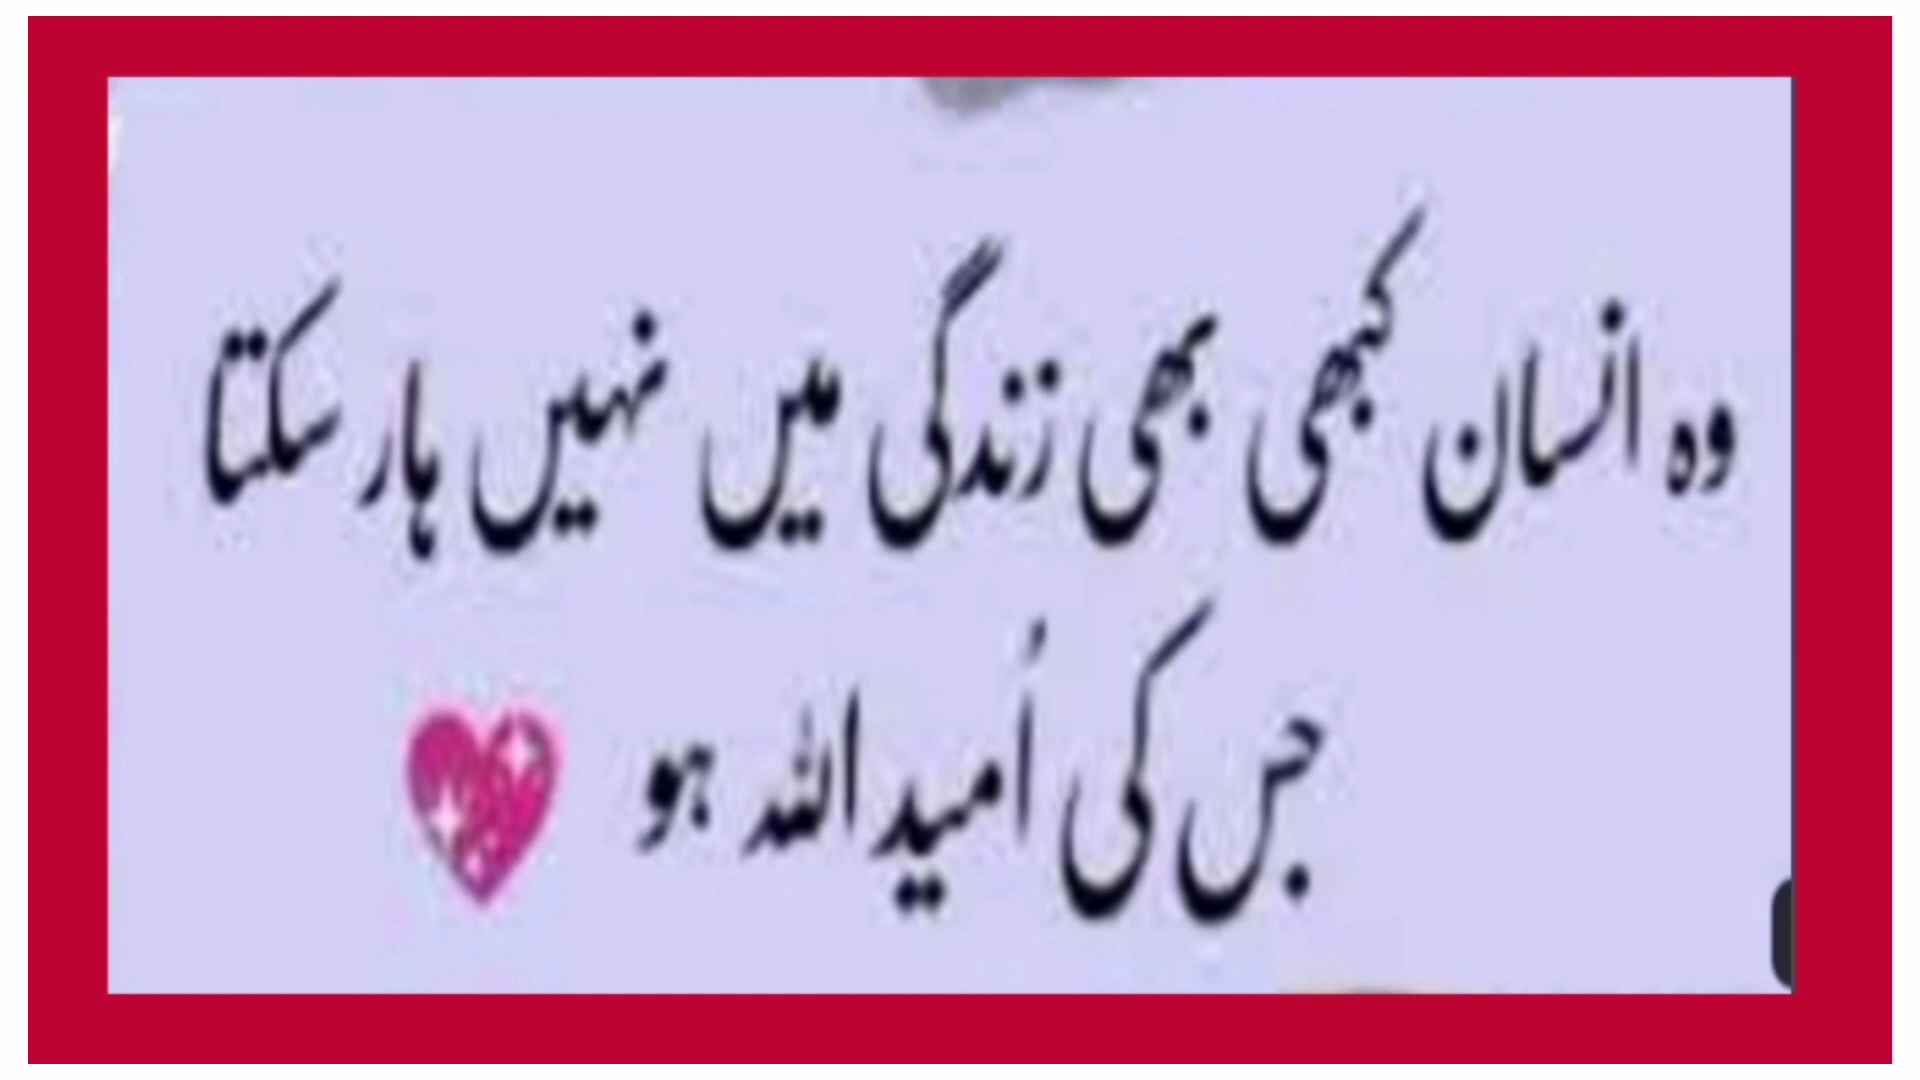 وہ انسان کبھی بھی زندگی میں نہیں ہار سکتا
جس کی اُمید اللہ ہو 💖